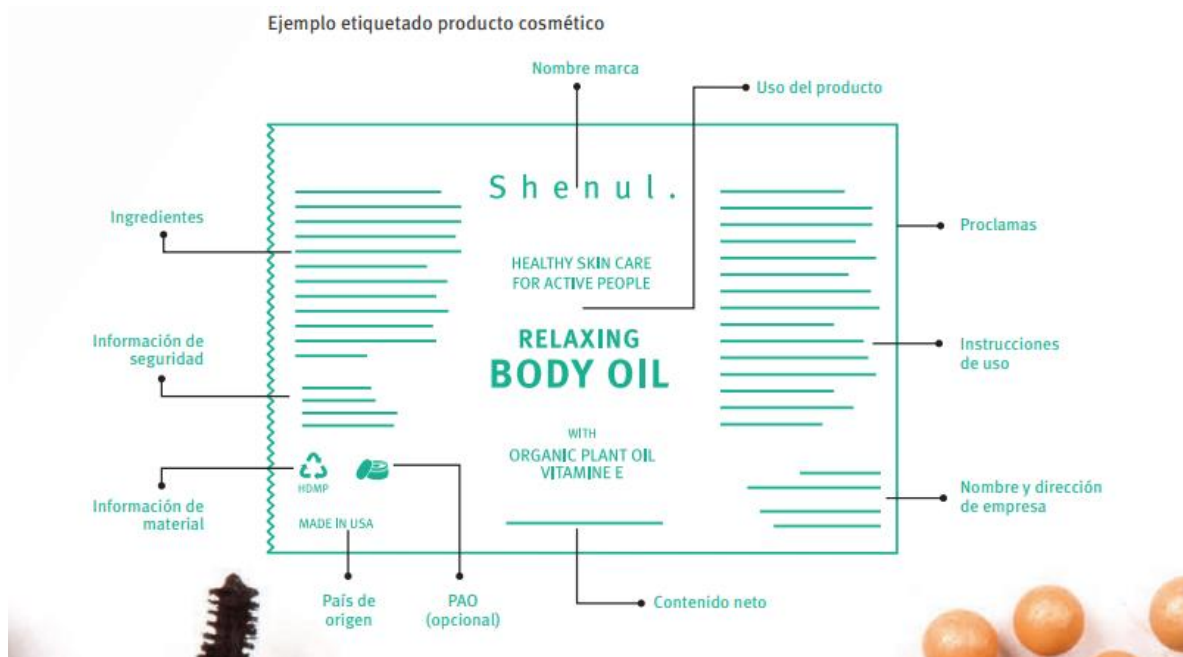 Ejemplo etiquetado producto cosmético
Nombre marca
Uso del producto
Shenul.
Ingredientes
Proclamas
HEALTHY SKIN CARE
FOR ACTIVE PEOPLE
Información de
seguridad
RELAXING
BODY OIL
Instrucciones
de uso
WITH
ORGANIC PLANT OIL
VITAMINE E
HDMP
Información de
material
MADE IN USA
Nombre y dirección
de empresa
País de
origen
PAO
(opcional)
Contenido neto